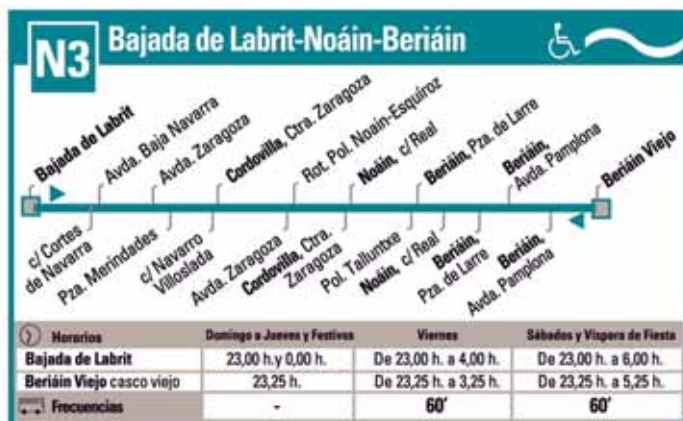 N3
Bajada de Labrit-Noáin-Beriáin
Bajada de Labrit
Avda. Baja Navarra
Avda. Zaragoza
Cordovilla, Ctra. Zaragoza
Rot. Pol. Noain-Esquiroz
Noáin, c/ Real
Beriáin, Pza. de Larre
Beriáin,
Avda. Pamplona
Beriáin Viejo
c/ Cortes
de Navarra
Pza. Merindades
c/ Navarro
Villoslada
Avda. Zaragoza
Cordovilla, Ctra.
Zaragoza
Pol. Talluntxe
Noáin, c/ Real
Beriáin,
Pza. de Larre
Beriáin,
Avda. Pamplona
Horarios Domingo a Jueves y Festivos Viernes Sábados y Víspera de Fiesta
Bajada de Labrit 23,00 h. y 0,00 h. De 23,00 h. a 4,00 h. De 23,00 h. a 6,00 h.
Beriáin Viejo casco viejo 23,25 h. De 23,25 h. a 3,25 h. De 23,25 h. a 5,25 h.
Frecuencias - 60' 60'